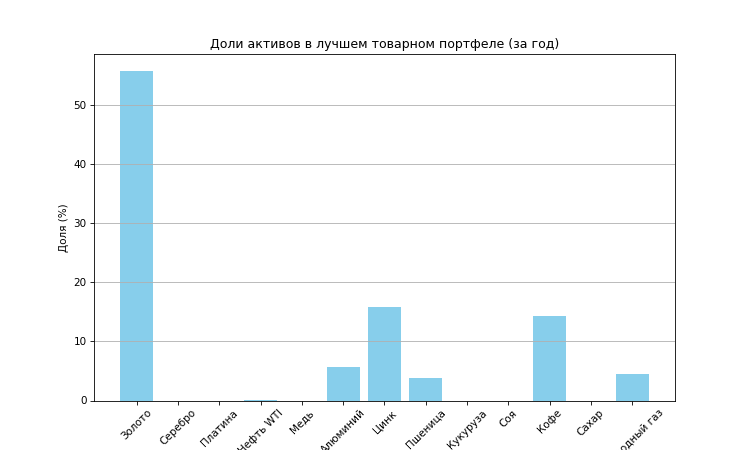 Доли активов в лучшем товарном портфеле (за год)
Доля (%)
50
40
30
20
10
0
Золото
Серебро
Платина
Нефть WTI
Медь
Алюминий
Цинк
Пшеница
Кукуруза
Соя
Кофе
Сахар
газ